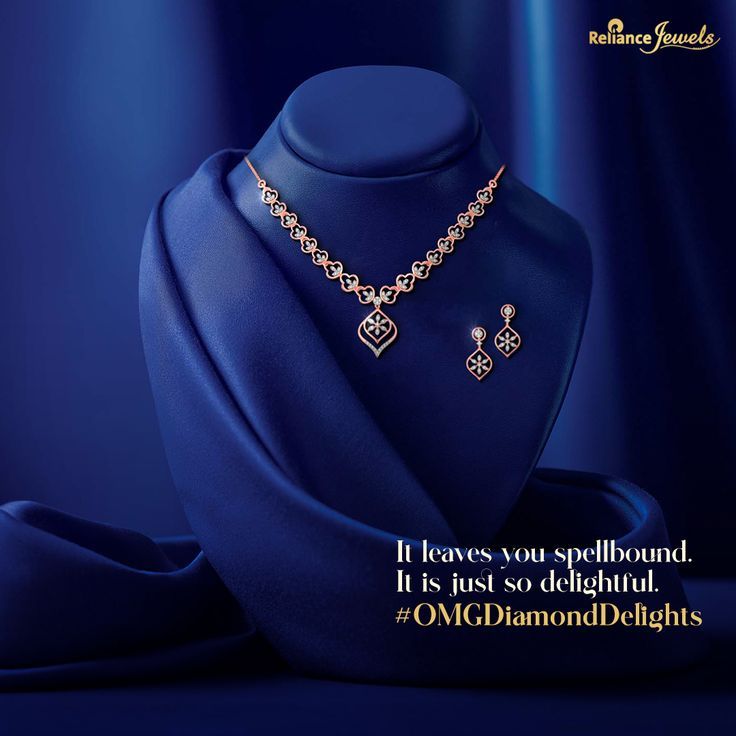 Reliance Jewels
It leaves you spellbound.
It is just so delightful.
#OMGDiamondDelights